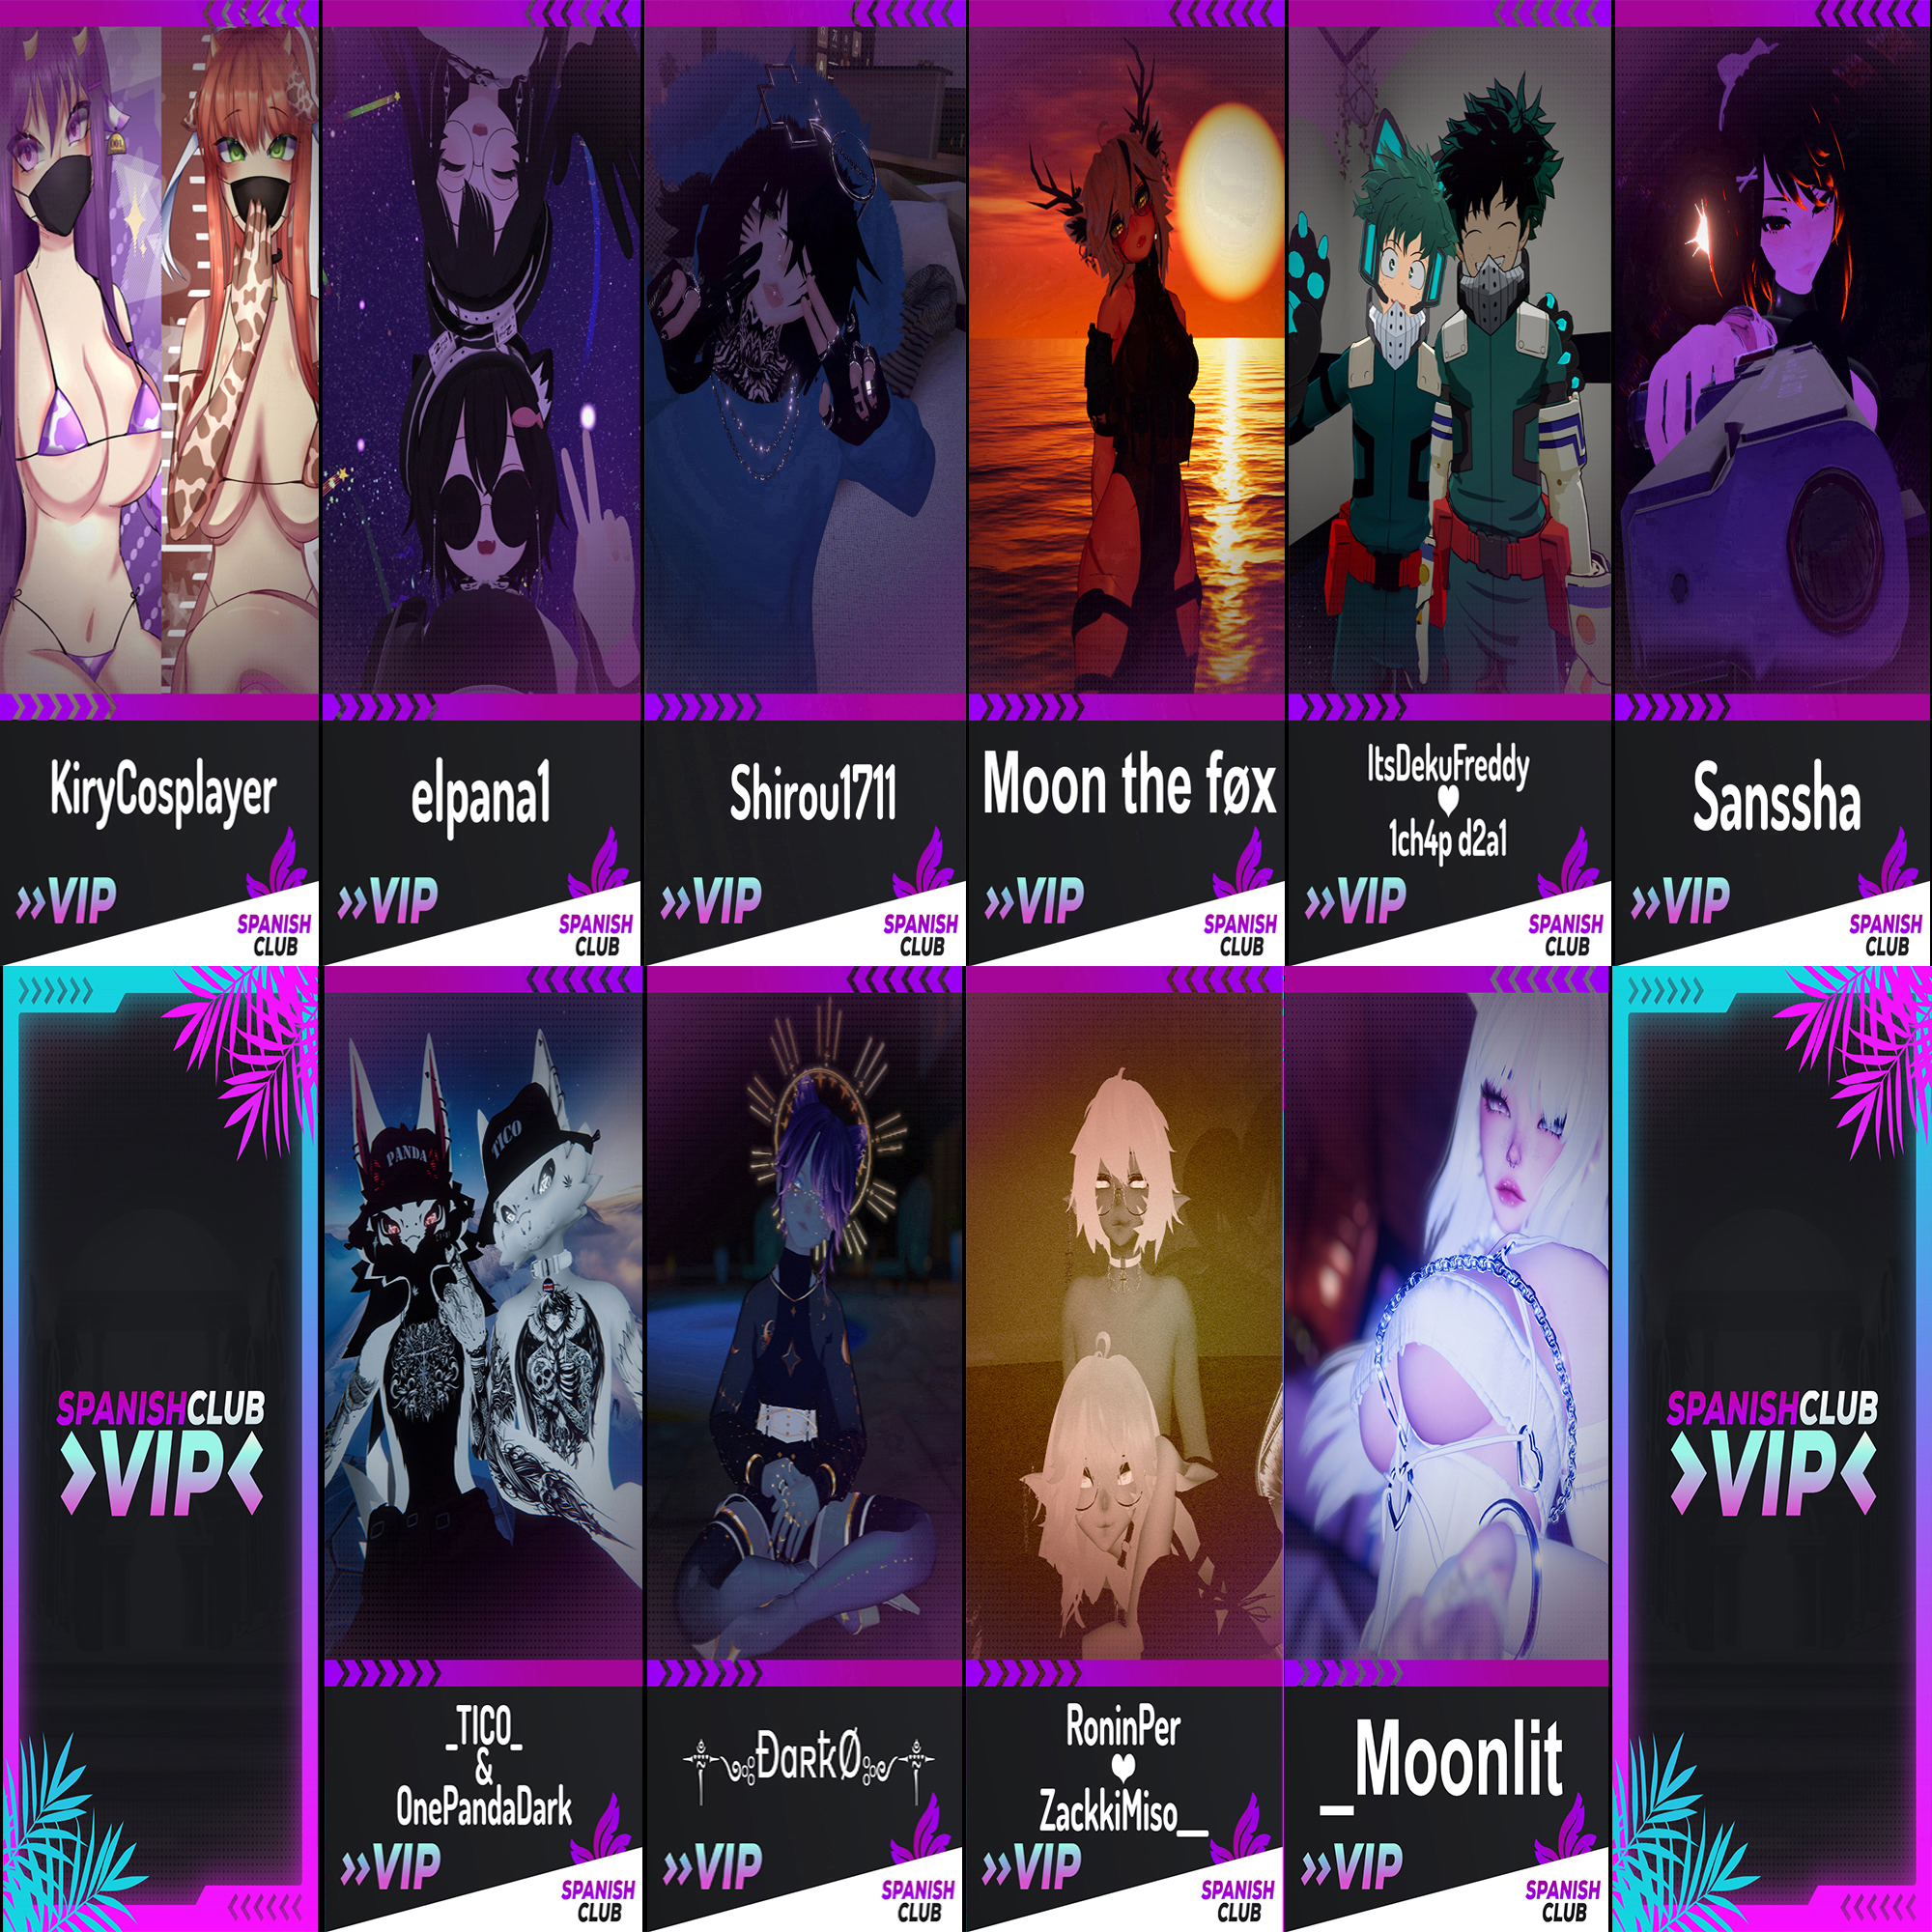 KiryCosplayer
»VIP
SPANISH
CLUB
elpana1
»VIP
SPANISH
CLUB
Shirou1711
»VIP
SPANISH
CLUB
Moon the føx
»VIP
SPANISH
CLUB
ItsDekuFreddy
♥
1ch4p d2a1
»VIP
SPANISH
CLUB
Sanssha
»VIP
SPANISH
CLUB
SPANISHCLUB
VIP
PANDA
TICO
_TICO_
&
OnePandaDark
»VIP
SPANISH
CLUB
ĐɑʀƙØ
»VIP
SPANISH
CLUB
RoninPer
♥
ZackkiMiso__
»VIP
SPANISH
CLUB
_Moonlit
»VIP
SPANISH
CLUB
SPANISHCLUB
VIP